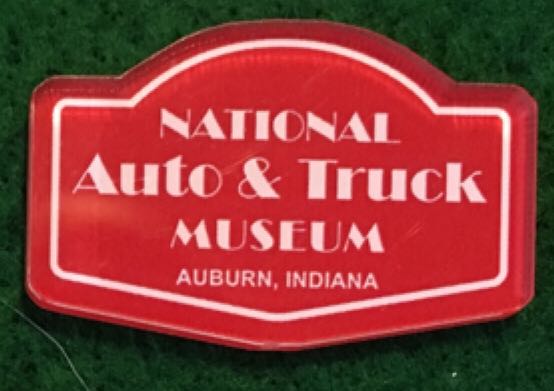 NATIONAL
Auto & Truck
MUSEUM
AUBURN, INDIANA